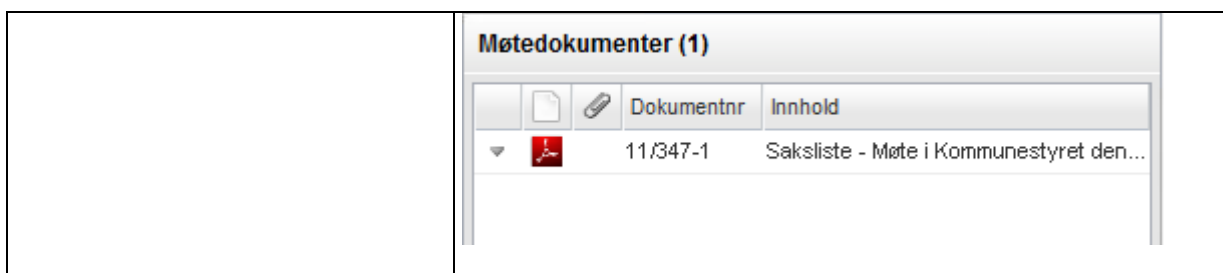 Møtedokumenter (1)
Dokumentnr Innhold
11/347-1 Saksliste - Møte i Kommunestyret den...